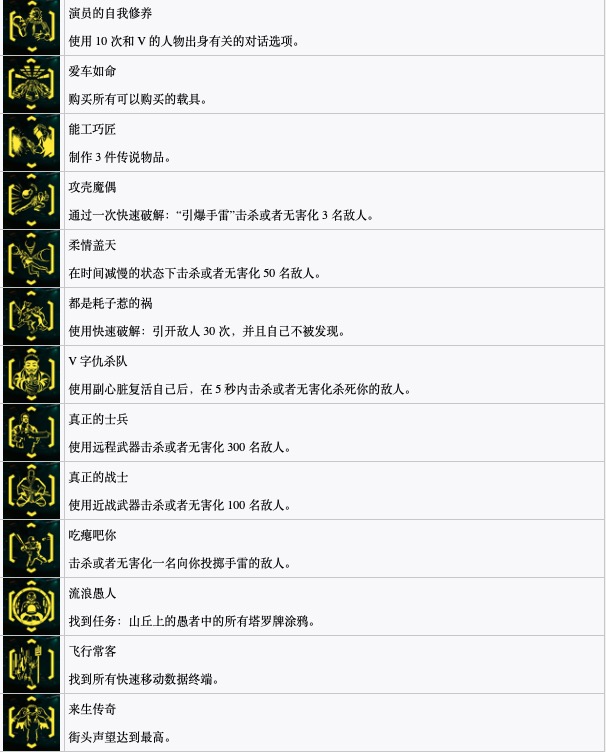 演员的自我修养
使用 10 次和 V 的人物出身有关的对话选项。
爱车如命
购买所有可以购买的载具。
能工巧匠
制作 3 件传说物品。
攻壳魔偶
通过一次快速破解：“引爆手雷”击杀或者无害化 3 名敌人。
柔情盖天
在时间减慢的状态下击杀或者无害化 50 名敌人。
都是耗子惹的祸
使用快速破解：引开敌人 30 次，并且自己不被发现。
V 字仇杀队
使用副心脏复活自己后，在 5 秒内击杀或者无害化杀死你的敌人。
真正的士兵
使用远程武器击杀或者无害化 300 名敌人。
真正的战士
使用近战武器击杀或者无害化 100 名敌人。
吃瘪吧你
击杀或者无害化一名向你投掷手雷的敌人。
流浪愚人
找到任务：山丘上的愚者中的所有塔罗牌涂鸦。
飞行常客
找到所有快速移动数据终端。
来生传奇
街头声望达到最高。